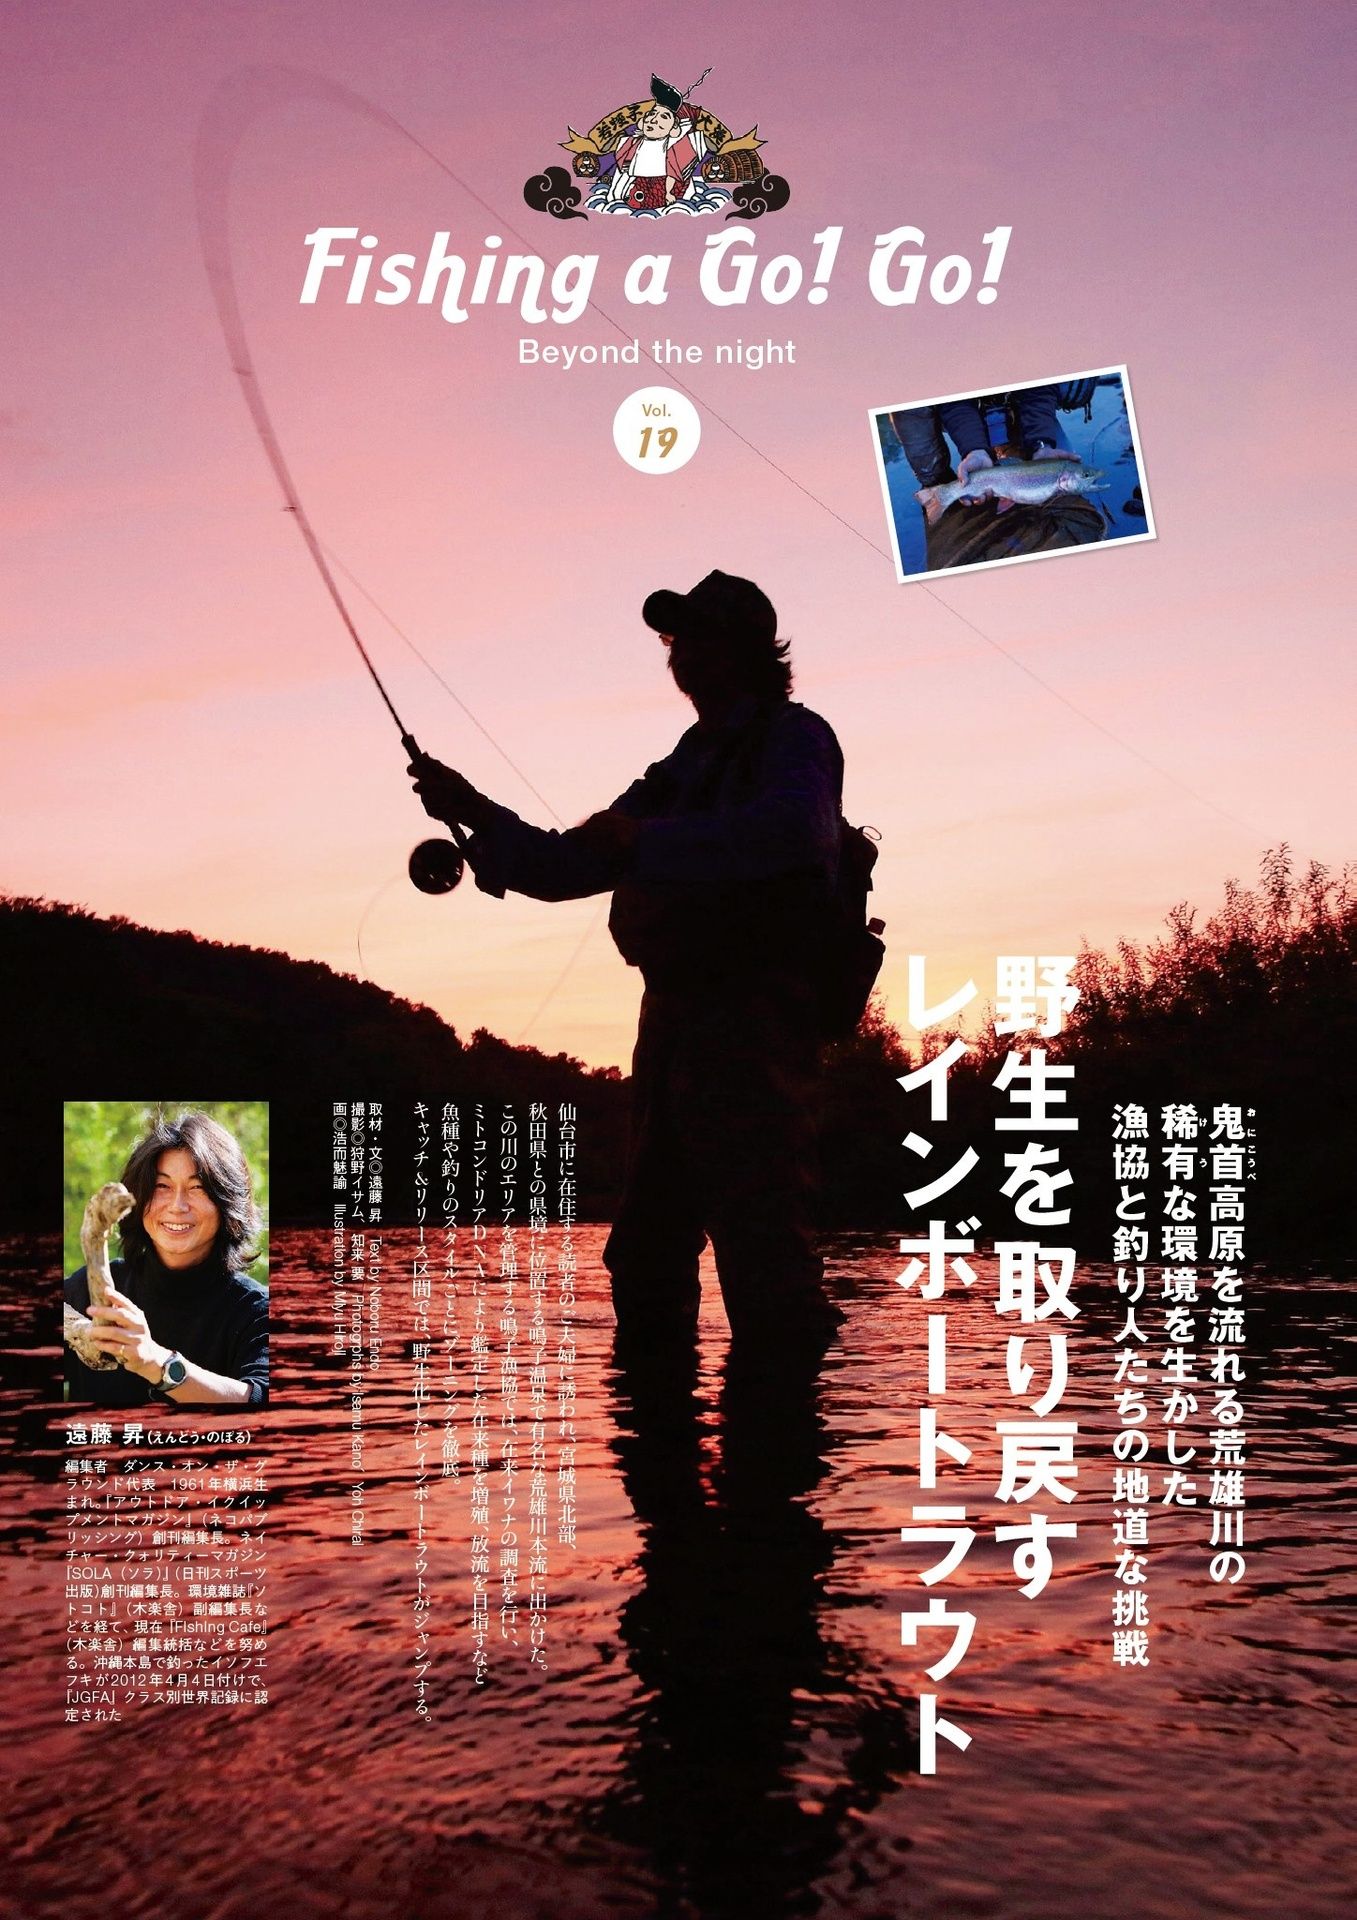 若蛭子
大漁
Fishing a Go! Go!
Beyond the night
Vol.
19
鬼首高原を流れる荒雄川の
おにこうべ
稀有な環境を生かした
けう
漁協と釣り人たちの地道な挑戦
野生を取り戻す
レインボートラウト
仙台市に在住する読者のご夫婦に誘われ、宮城県北部、
秋田県との県境に位置する鳴子温泉で有名な荒雄川本流に出かけた。
この川のエリアを管理する鳴子漁協では、在来イワナの調査を行い、
ミトコンドリアDNAにより鑑定した在来種を増殖、放流を目指すなど
魚種や釣りのスタイルごとにゾーニングを徹底。
キャッチ&リリース区間では、野生化したレインボートラウトがジャンプする。
取材・文◎遠藤 昇 Text by Noboru Endo
撮影◎狩野イサム、知来 要 Photogphs by Isamu Kano, Yoh Chirai
画◎浩而魅諭 Illustration by Miyu Hiroji
遠藤 昇(えんどう・のぼる)
編集者 ダンス・オン・ザ・グ
ラウンド代表 1961年横浜生
まれ。『アウトドア・イクイッ
プメントマガジン』(ネコパブ
リッシング)創刊編集長。ネイ
チャー・クォリティーマガジン
『SOLA(ソラ)』(日刊スポーツ
出版)創刊編集長。環境雑誌『ソ
トコト』(木楽舎)副編集長な
どを経て、現在『Fishing Cafe』
(木楽舎)編集統括などを努め
る。沖縄本島で釣ったイソフエ
フキが2012年4月4日付けで、
『JGFA』クラス別世界記録に認
定された